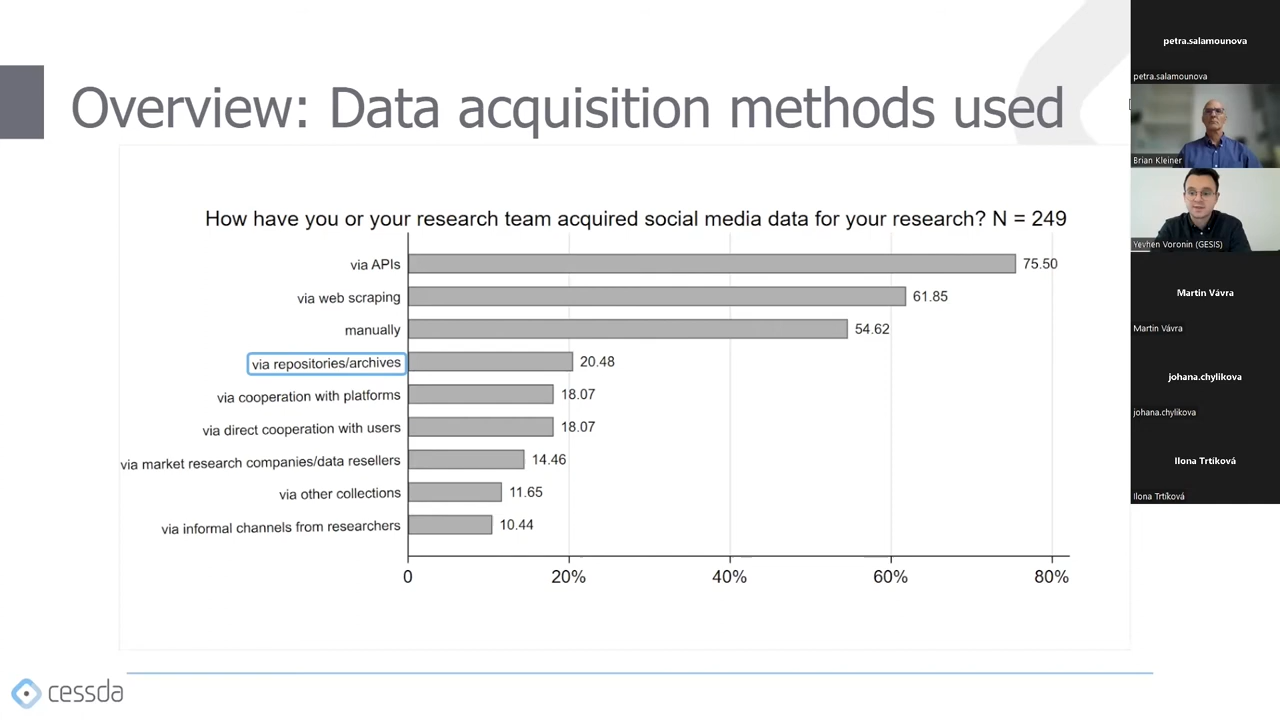 Overview: Data acquisition methods used
How have you or your research team acquired social media data for your research? N = 249
via APIs 75.50
via web scraping 61.85
manually 54.62
via repositories/archives 20.48
via cooperation with platforms 18.07
via direct cooperation with users 18.07
via market research companies/data resellers 14.46
via other collections 11.65
via informal channels from researchers 10.44
0 20% 40% 60% 80%
cessda
petra.salamounova
petra.salamounova
Brian Kleiner
Yevhen Voronin (GESIS)
Martin Vávra
Martin Vávra
johana.chylikova
johana.chylikova
Ilona Trtíková
Ilona Trtíková